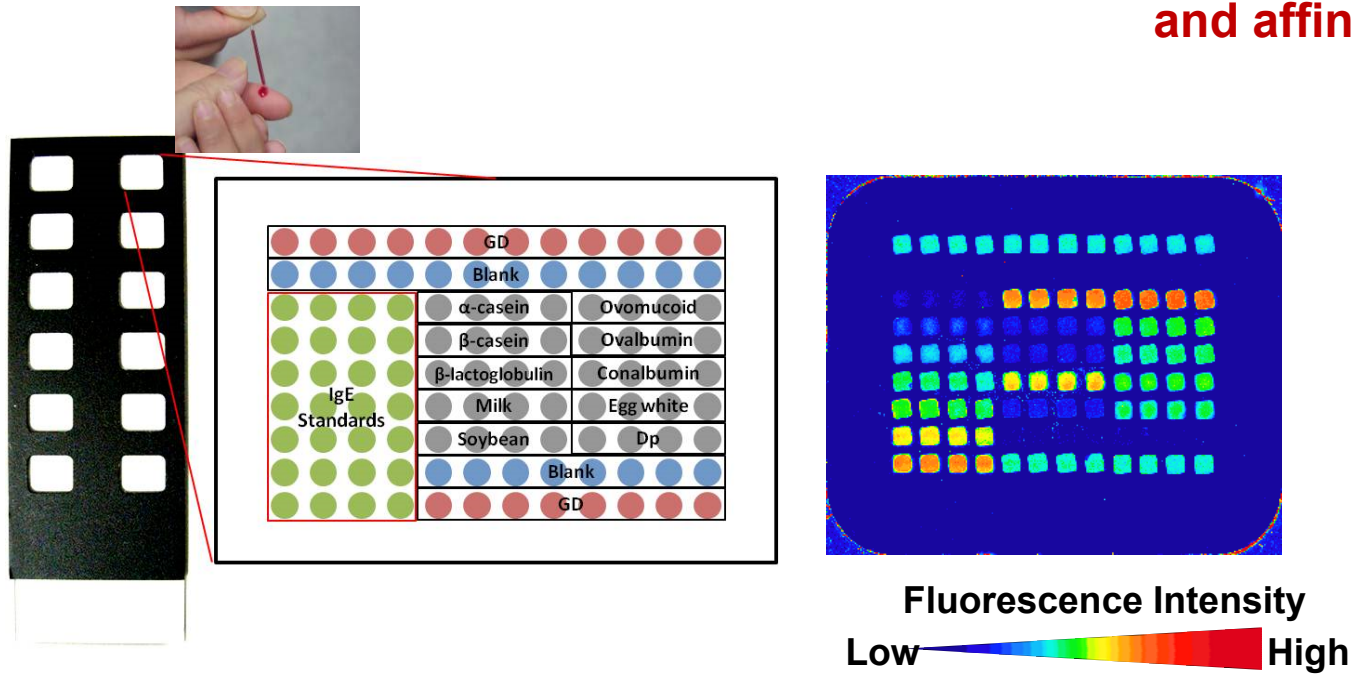 and affin
GD
Blank
α-casein Ovomucoid
β-casein Ovalbumin
β-lactoglobulin Conalbumin
IgE
Standards
Milk Egg white
Soybean Dp
Blank
GD
Fluorescence Intensity
Low High